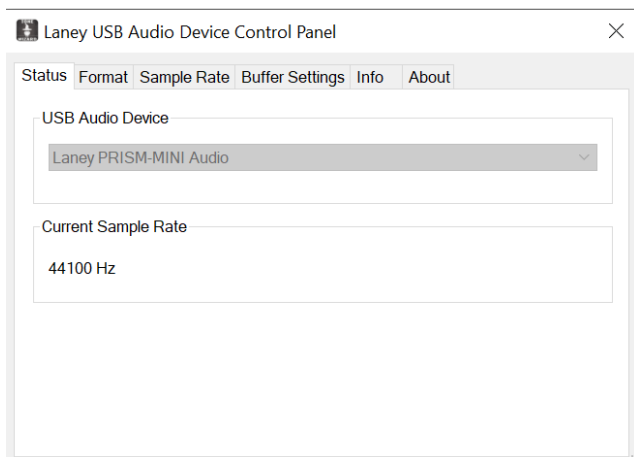 Laney USB Audio Device Control Panel
Status Format Sample Rate Buffer Settings Info About
USB Audio Device
Laney PRISM-MINI Audio
Current Sample Rate
44100 Hz